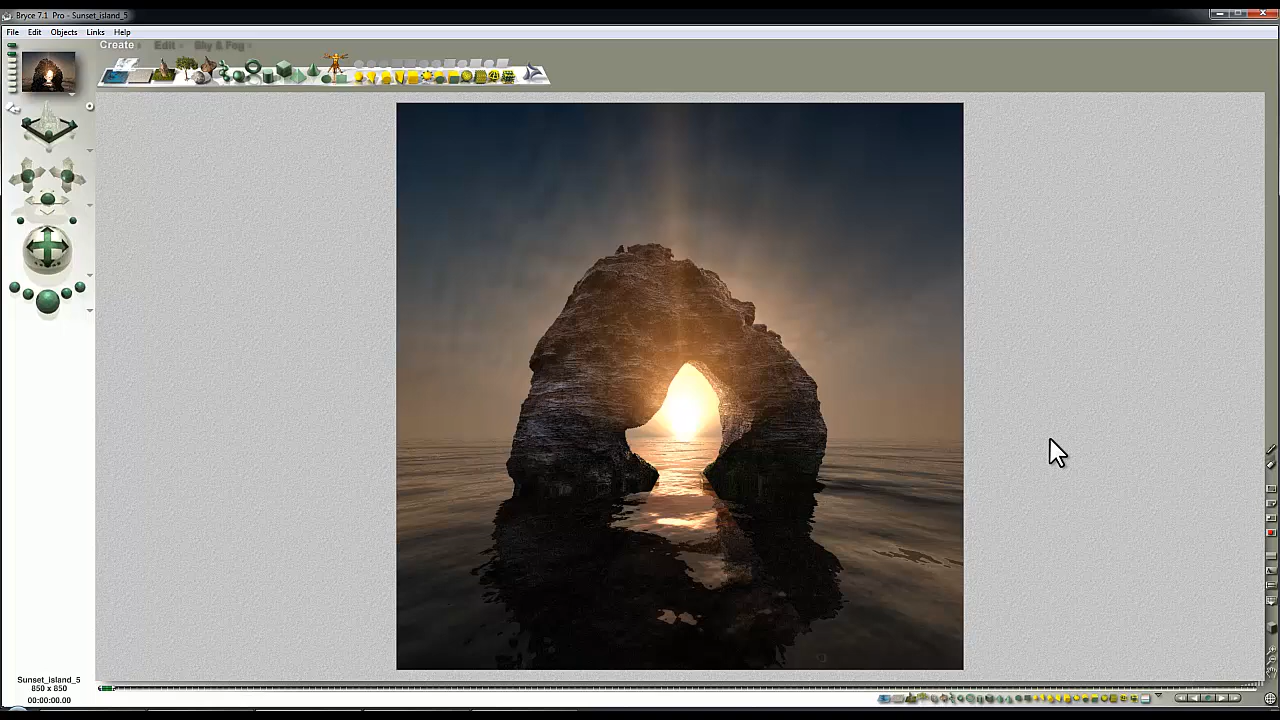 Bryce 7.1 Pro - Sunset_island_5
File Edit Objects Links Help
Create Edit Sky & Fog
Sunset_island_5
850 x 850
00:00:00.00